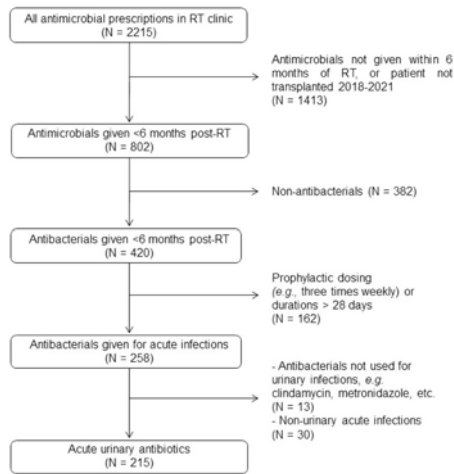 All antimicrobial prescriptions in RT clinic
(N = 2215)
Antimicrobials not given within 6
months of RT, or patient not
transplanted 2018-2021
(N = 1413)
Antimicrobials given <6 months post-RT
(N = 802)
Non-antibacterials (N = 382)
Antibacterials given <6 months post-RT
(N = 420)
Prophylactic dosing
(e.g., three times weekly) or
durations > 28 days
(N = 162)
Antibacterials given for acute infections
(N = 258)
- Antibacterials not used for
urinary infections, e.g.
clindamycin, metronidazole, etc.
(N = 13)
- Non-urinary acute infections
(N = 30)
Acute urinary antibiotics
(N = 215)